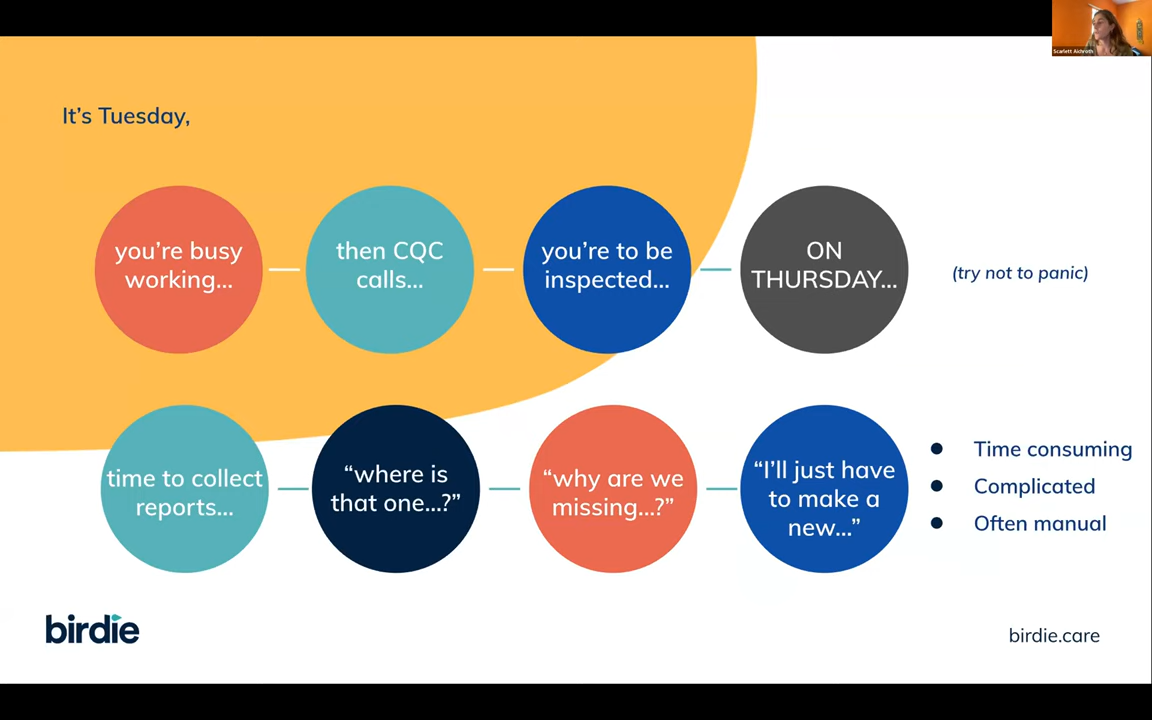 Scarlett Aichroth
It's Tuesday,
you're busy
working...
then CQC
calls...
you're to be
inspected...
ON
THURSDAY...
(try not to panic)
time to collect
reports...
“where is
that one...?”
“why are we
missing...?”
“I'll just have
to make a
new...”
Time consuming
Complicated
Often manual
birdie
birdie.care